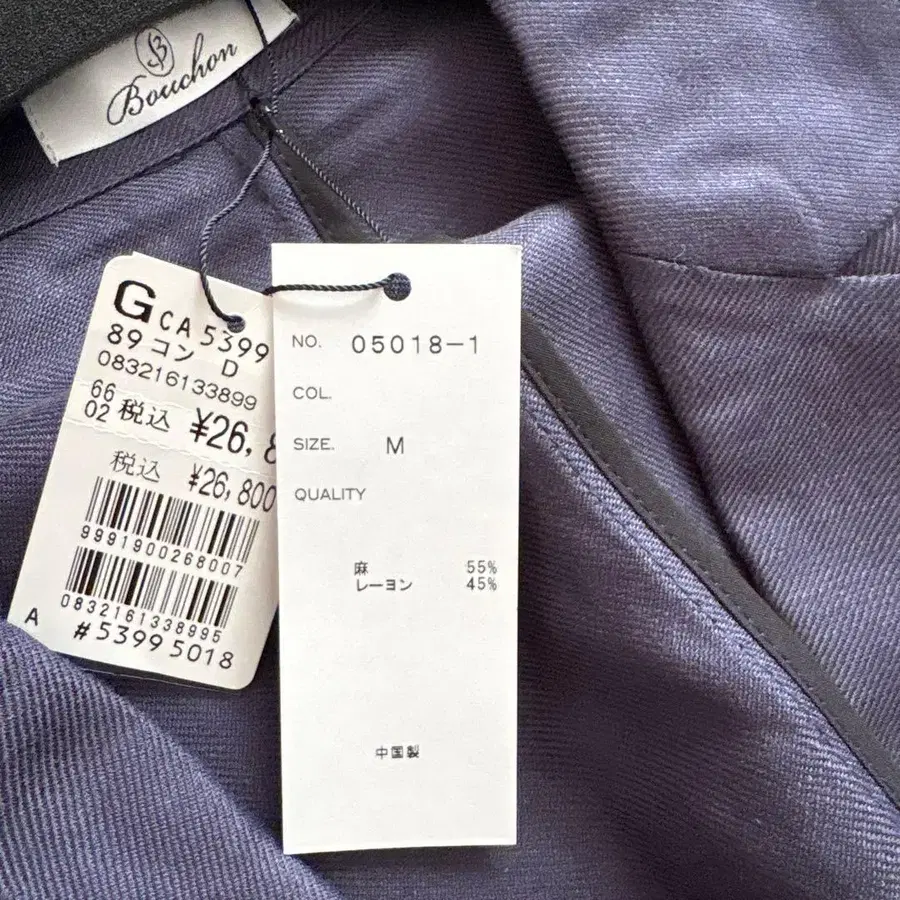 B
Bouchon
G CA 5399
89 コン D
083216133899
66
02 税込 ¥26,8
税込 ¥26,800
9991900268007
0832161338995
A #5399 5018
NO. 05018-1
COL.
SIZE. M
QUALITY
麻 55%
レーヨン 45%
中国製